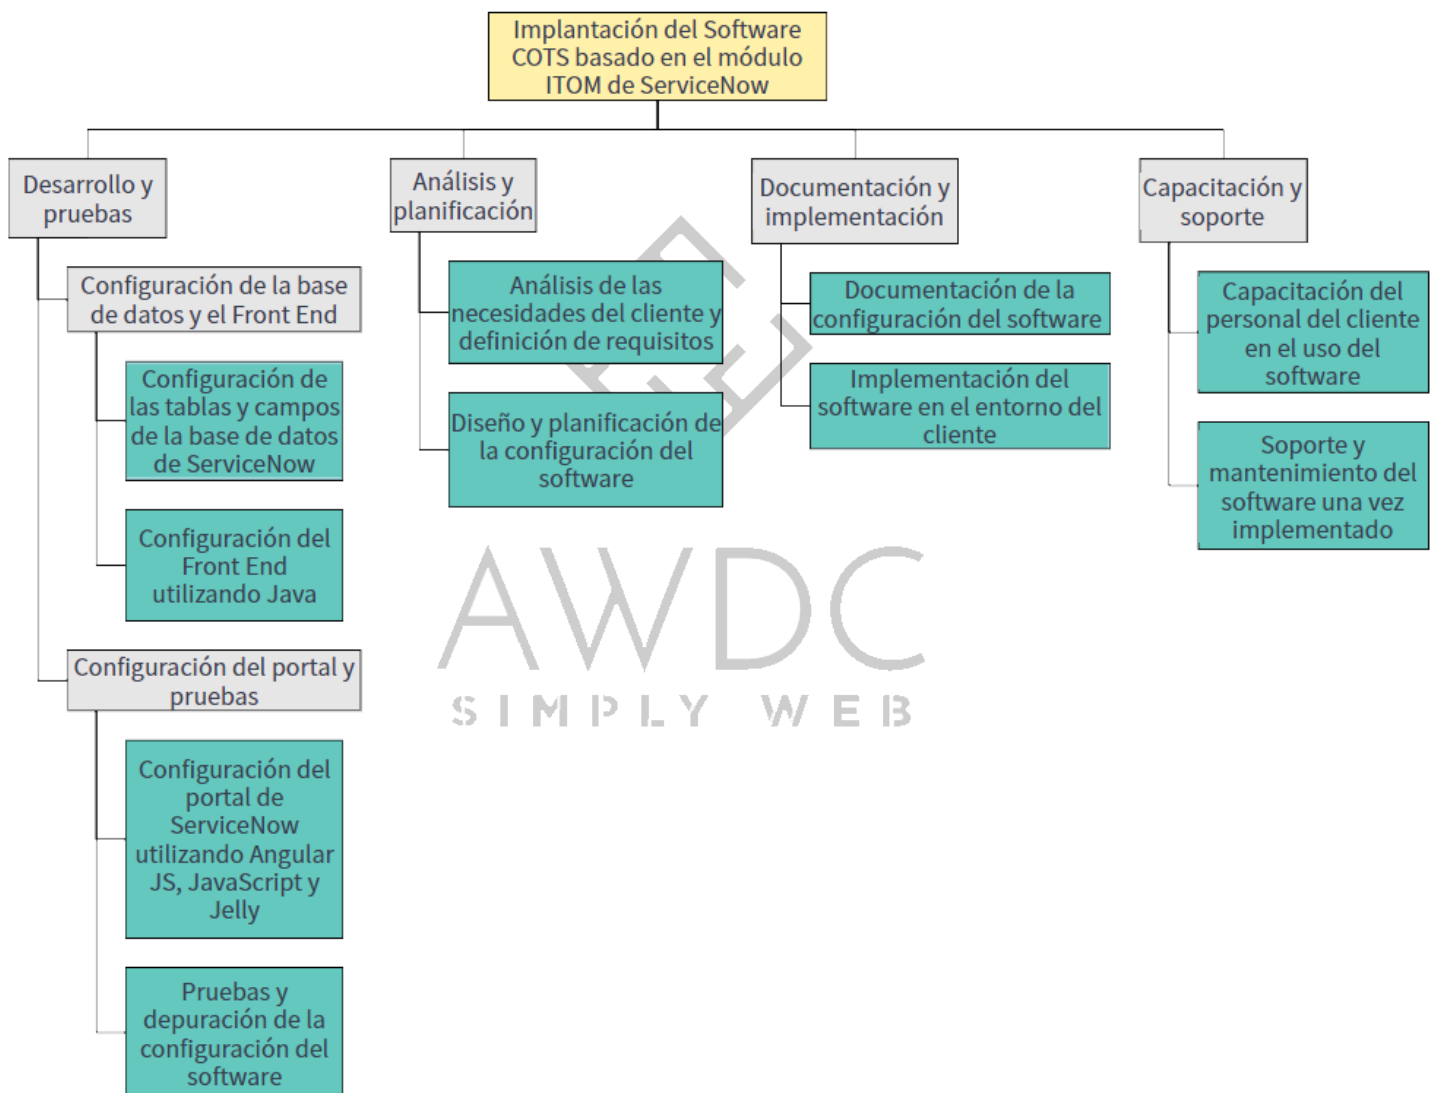 Implantación del Software
COTS basado en el módulo
ITOM de ServiceNow
Desarrollo y
pruebas
Configuración de la base
de datos y el Front End
Configuración de
las tablas y campos
de la base de datos
de ServiceNow
Configuración del
Front End
utilizando Java
Configuración del portal y
pruebas
Configuración del
portal de
ServiceNow
utilizando Angular
JS, JavaScript y
Jelly
Pruebas y
depuración de la
configuración del
software
Análisis y
planificación
Análisis de las
necesidades del cliente y
definición de requisitos
Diseño y planificación de
la configuración del
software
Documentación y
implementación
Documentación de la
configuración del software
Implementación del
software en el entorno del
cliente
Capacitación y
soporte
Capacitación del
personal del cliente
en el uso del
software
Soporte y
mantenimiento del
software una vez
implementado
AWDC
SIMPLY WEB